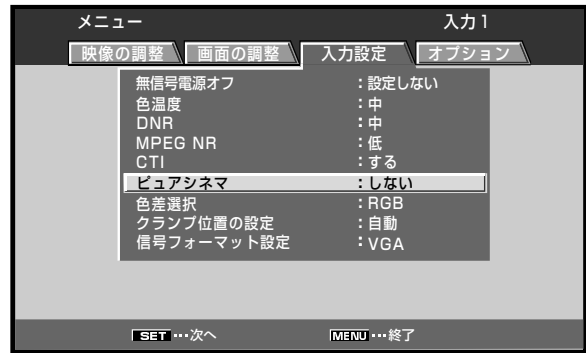 メニュー 入力1
映像の調整 画面の調整 入力設定 オプション
無信号電源オフ :設定しない
色温度 :中
DNR :中
MPEG NR :低
CTI :する
ピュアシネマ :しない
色差選択 :RGB
クランプ位置の設定 :自動
信号フォーマット設定 :VGA
SET …次へ MENU …終了